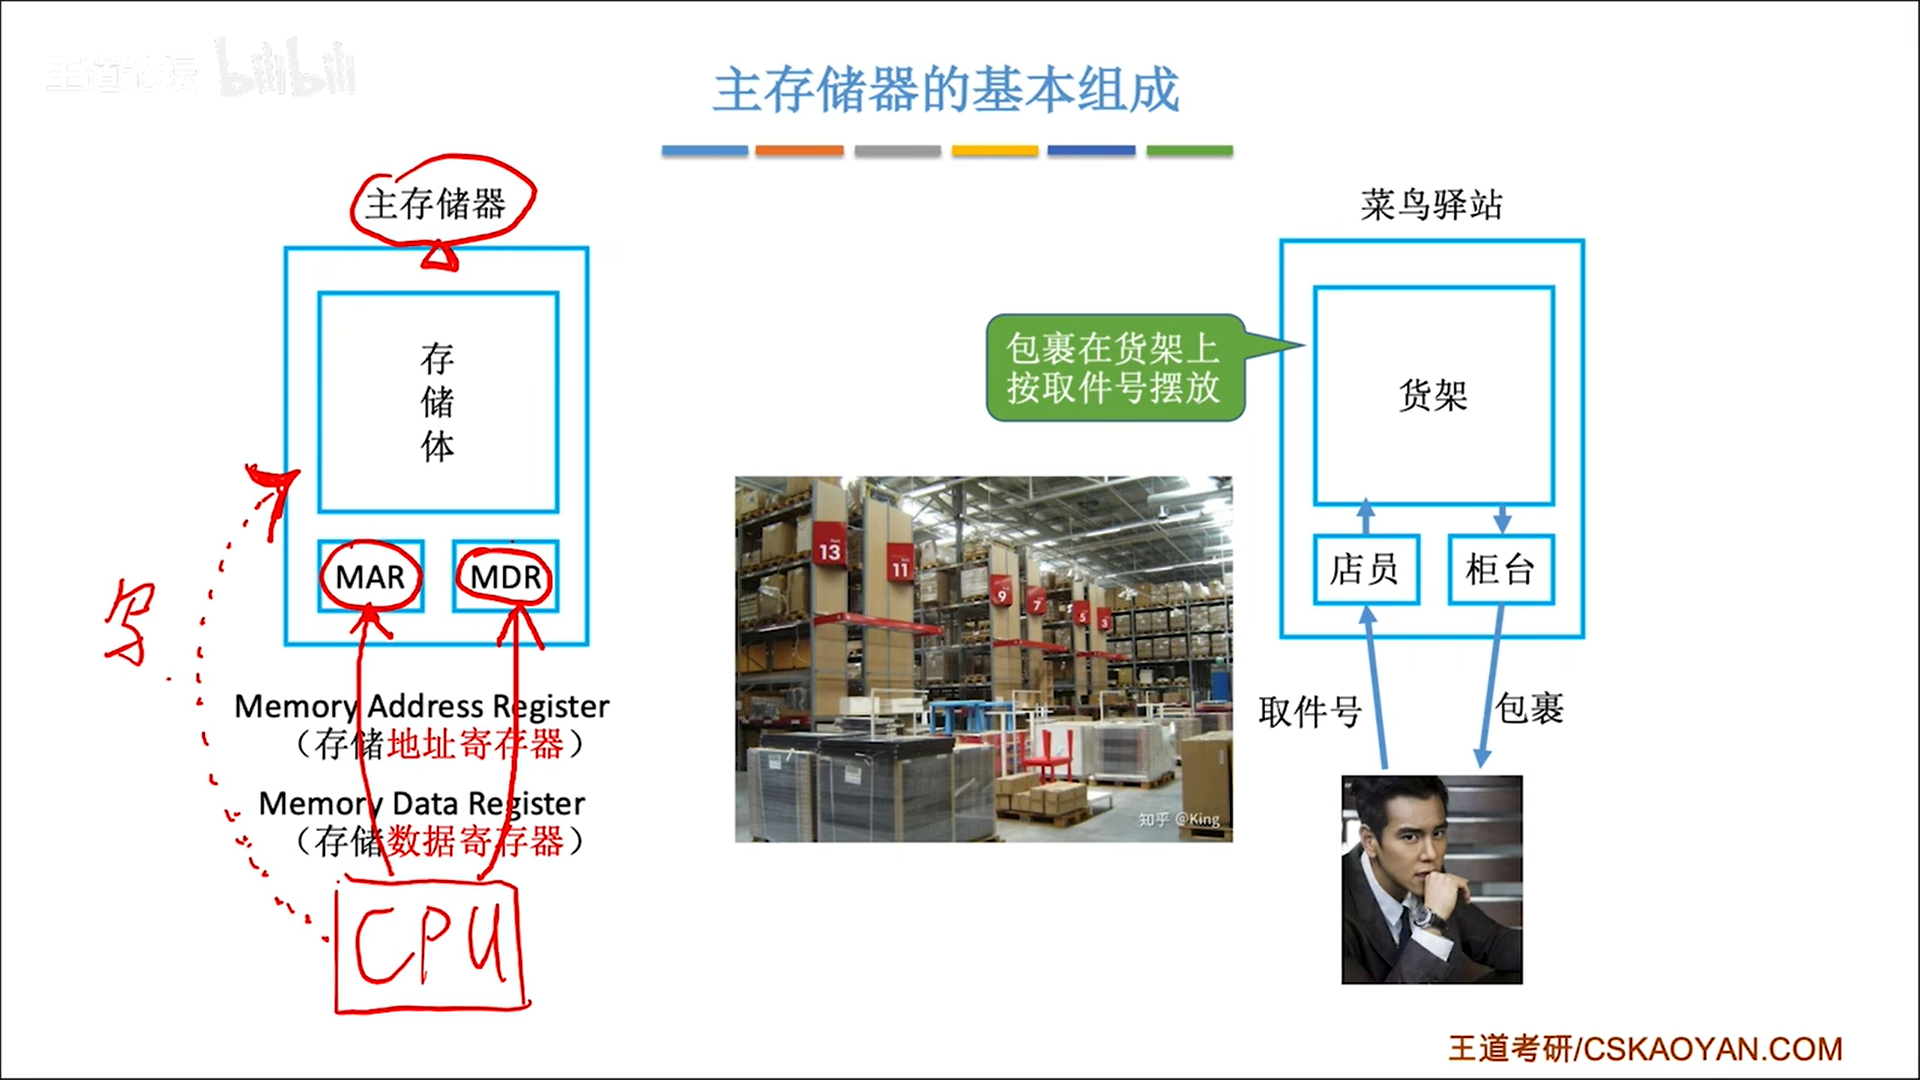 王道论坛 bilibili
主存储器的基本组成
主存储器
存
储
体
MAR
MDR
Memory Address Register
（存储地址寄存器）
Memory Data Register
（存储数据寄存器）
写
CPU
包裹在货架上
按取件号摆放
13
11
9
7
5
3
知乎 @King
菜鸟驿站
货架
店员
柜台
取件号
包裹
王道考研/CSKAOYAN.COM